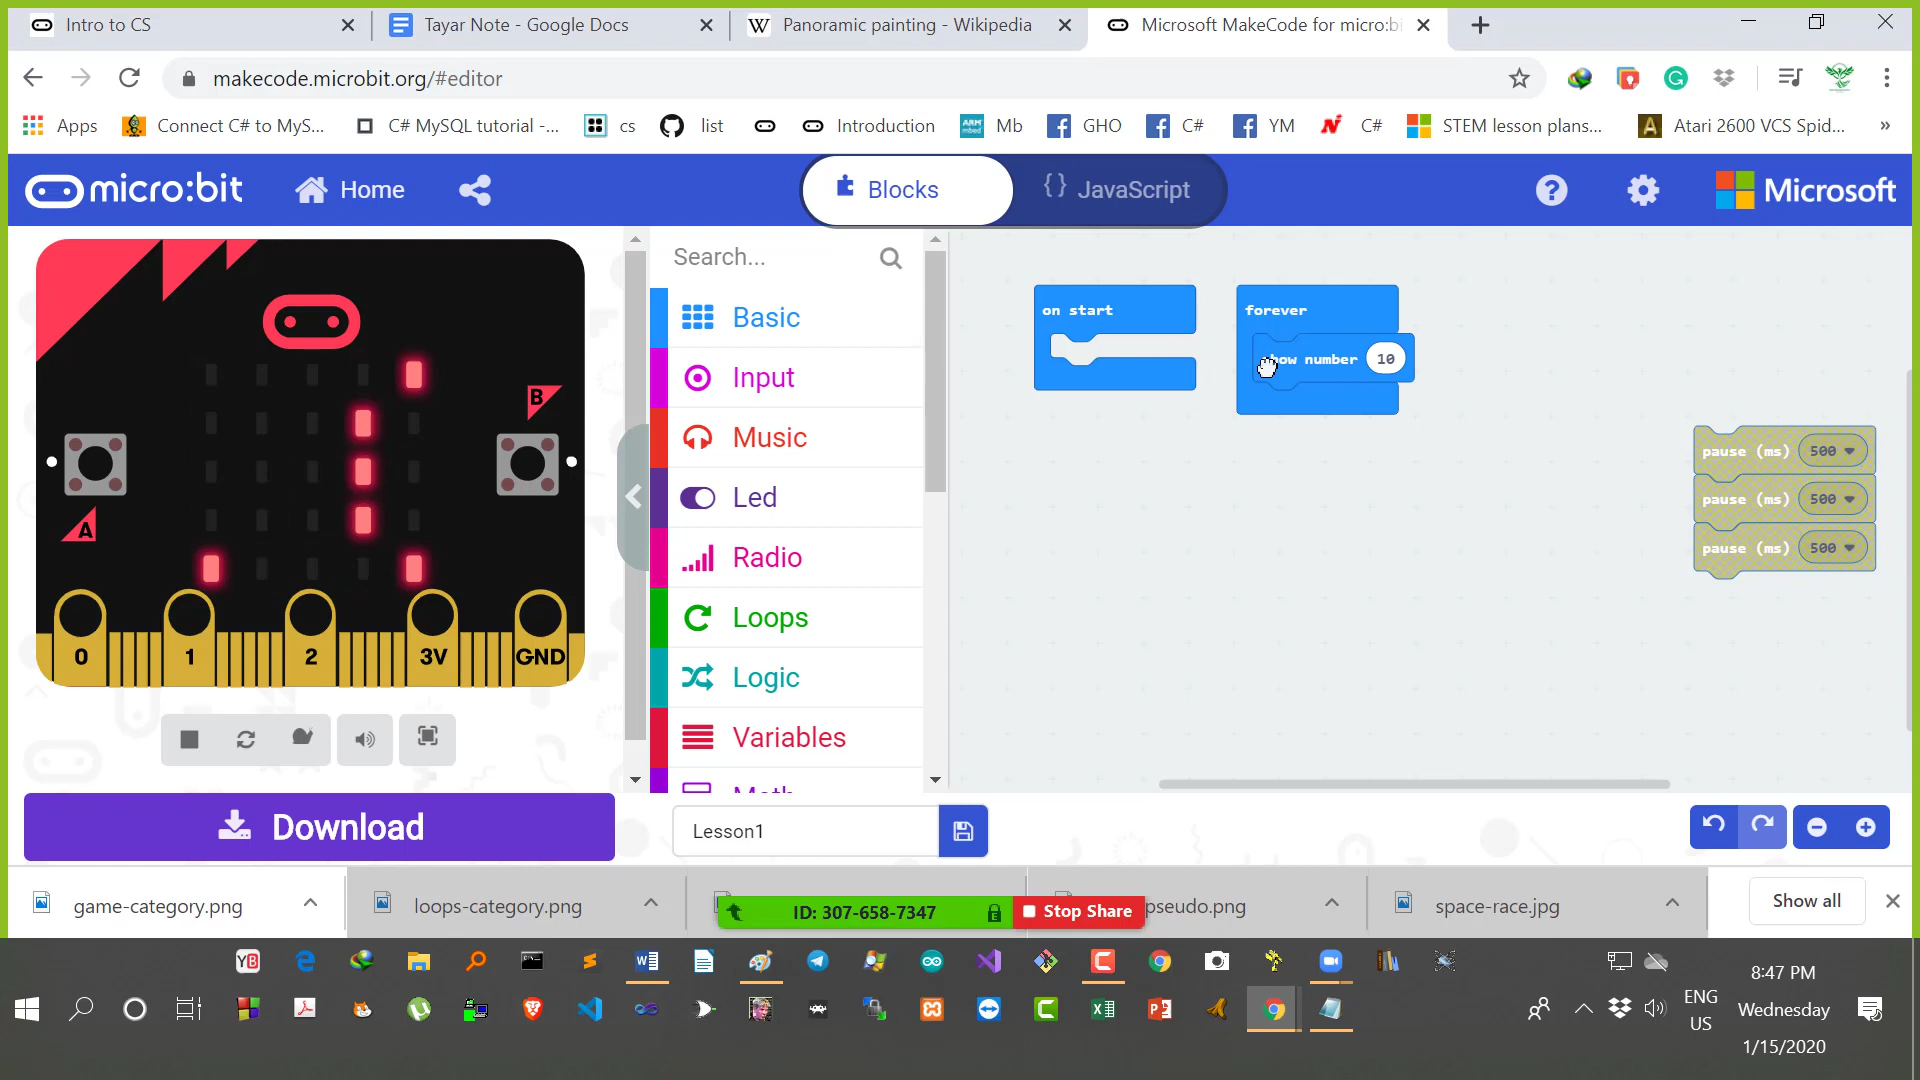 Intro to CS
Tayar Note - Google Docs
Panoramic painting - Wikipedia
Microsoft MakeCode for micro:bi
makecode.microbit.org/#editor
Apps
Connect C# to MyS...
C# MySQL tutorial -...
cs
list
Introduction
ARM mbed
Mb
GHO
C#
YM
C#
STEM lesson plans...
Atari 2600 VCS Spid...
»
micro:bit
Home
Blocks
{} JavaScript
Microsoft
Search...
Basic
Input
Music
Led
Radio
Loops
Logic
Variables
Math
B
A
0
1
2
3V
GND
on start
forever
show number 10
pause (ms) 500
pause (ms) 500
pause (ms) 500
Download
Lesson1
game-category.png
loops-category.png
pseudo.png
space-race.jpg
Show all
ID: 307-658-7347
Stop Share
8:47 PM
ENG
US
Wednesday
1/15/2020